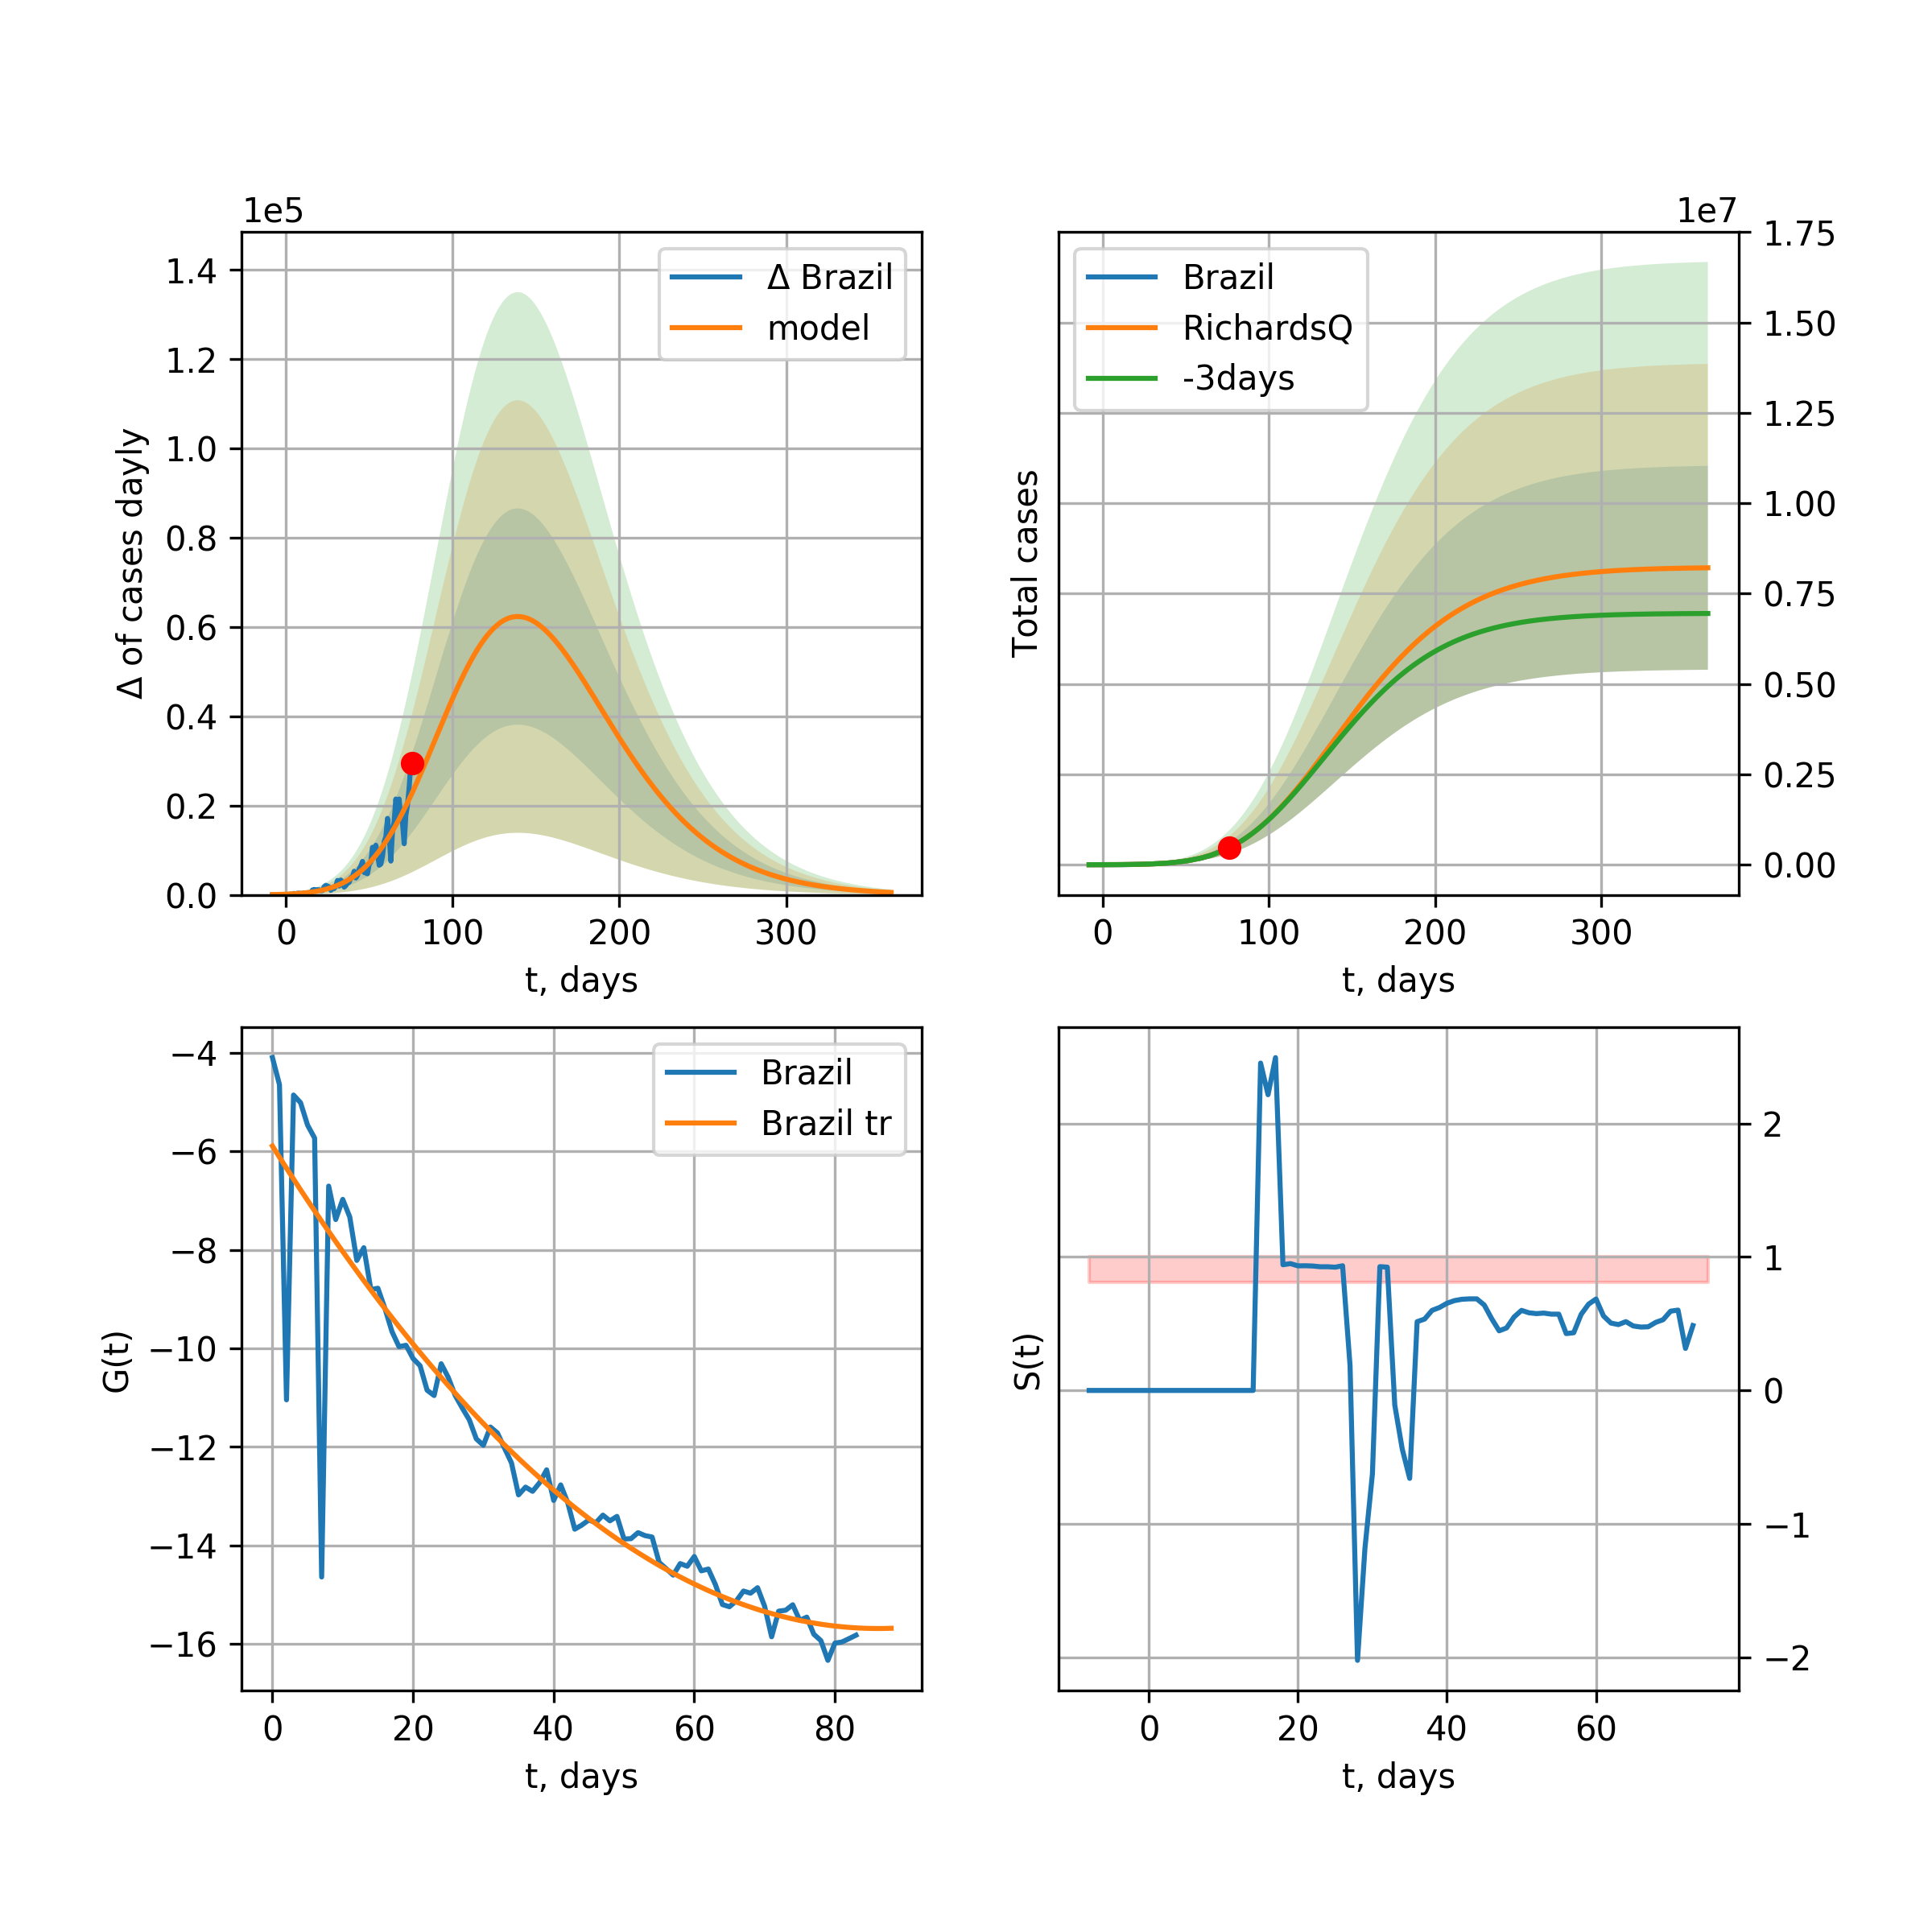 1e5
Δ of cases dayly
1.4
1.2
1.0
0.8
0.6
0.4
0.2
0.0
0 100 200 300
t, days
Δ Brazil
model
1e7
Total cases
1.75
1.50
1.25
1.00
0.75
0.50
0.25
0.00
0 100 200 300
t, days
Brazil
RichardsQ
-3days
G(t)
−4
−6
−8
−10
−12
−14
−16
0 20 40 60 80
t, days
Brazil
Brazil tr
S(t)
2
1
0
−1
−2
0 20 40 60
t, days